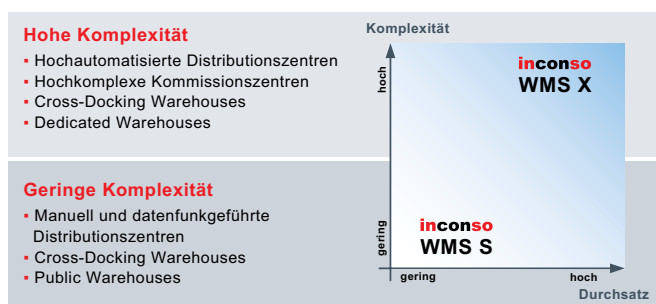 Hohe Komplexität
▪ Hochautomatisierte Distributionszentren
▪ Hochkomplexe Kommissionszentren
▪ Cross-Docking Warehouses
▪ Dedicated Warehouses
Geringe Komplexität
▪ Manuell und datenfunkgeführte
Distributionszentren
▪ Cross-Docking Warehouses
▪ Public Warehouses
Komplexität
hoch
inconso
WMS X
gering
inconso
WMS S
gering
hoch
Durchsatz